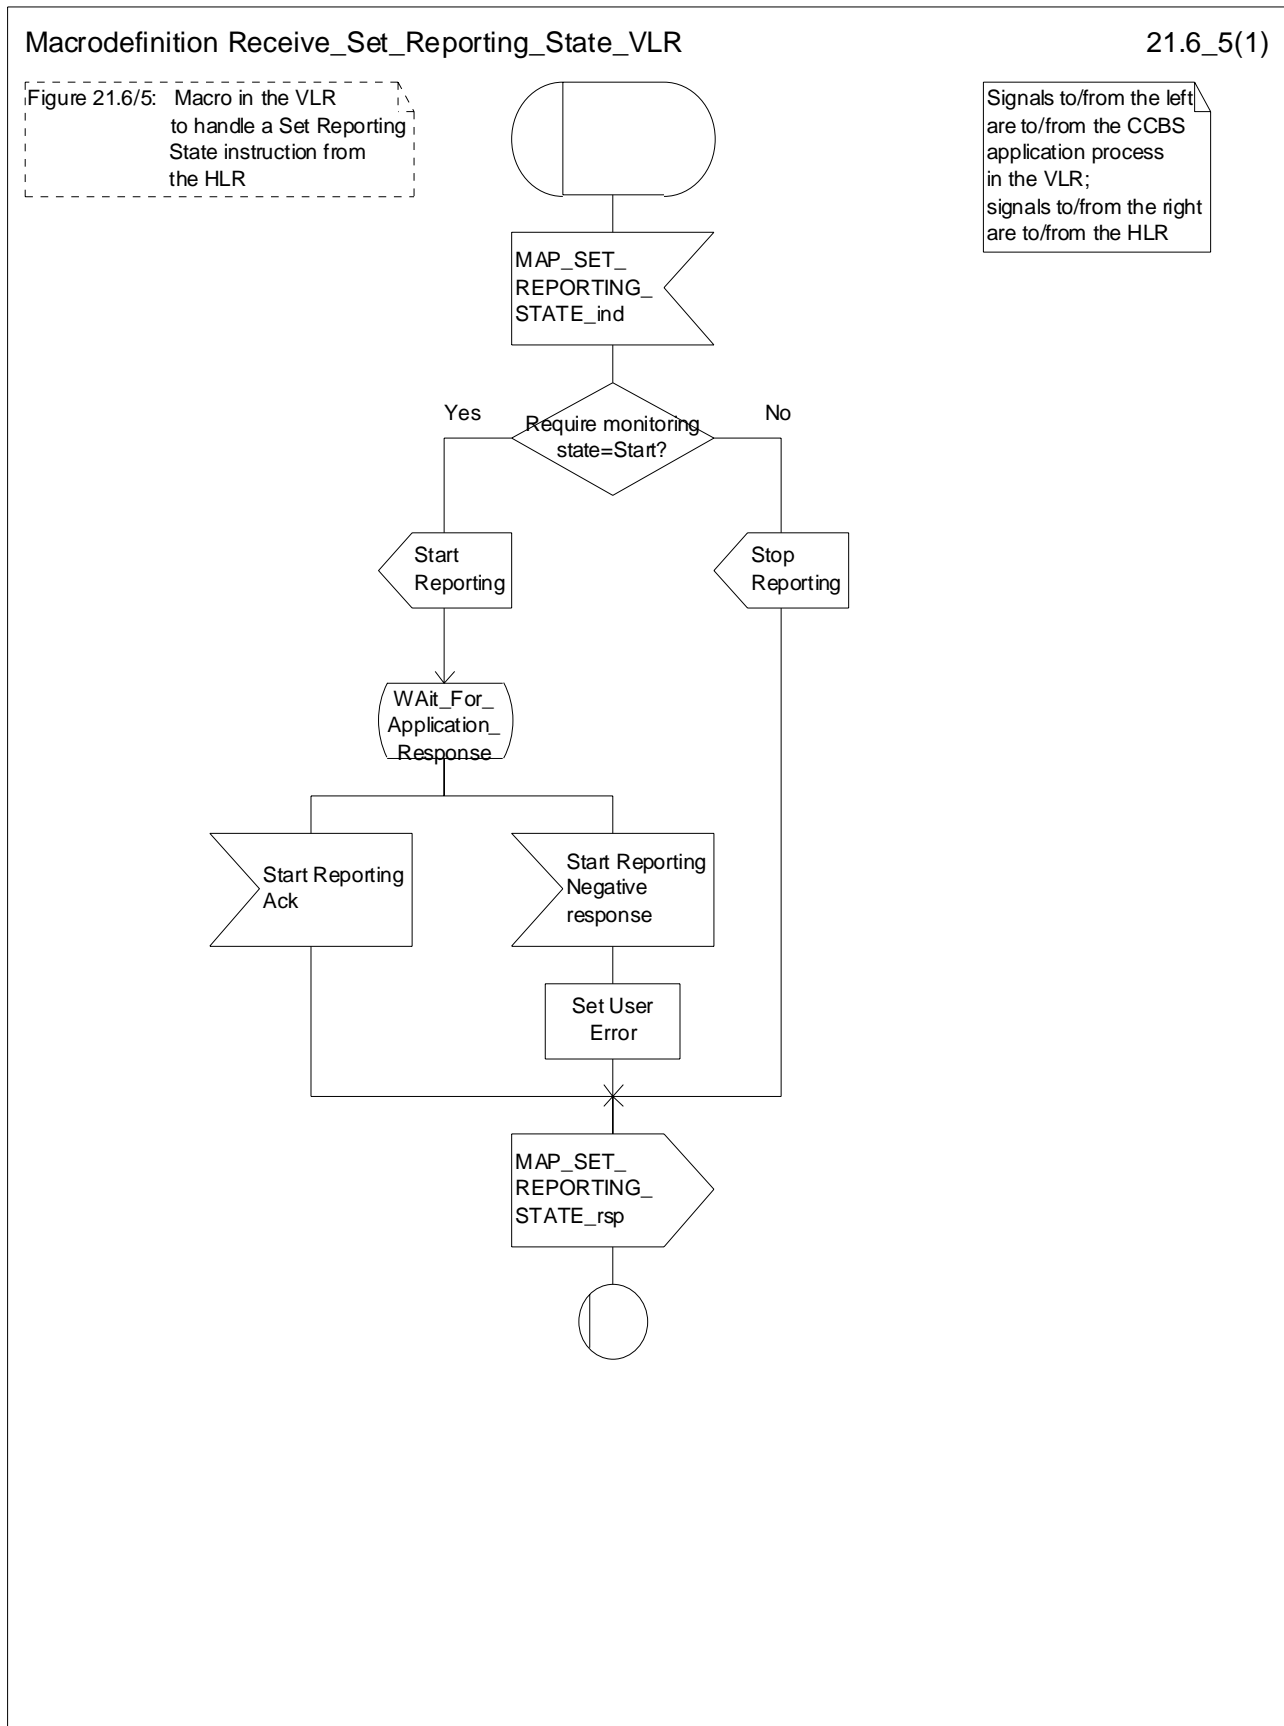 Macrodefinition Receive_Set_Reporting_State_VLR
21.6_5(1)
Figure 21.6/5: Macro in the VLR
to handle a Set Reporting
State instruction from
the HLR
Signals to/from the left
are to/from the CCBS
application process
in the VLR;
signals to/from the right
are to/from the HLR
MAP_SET_
REPORTING_
STATE_ind
Yes
Require monitoring
state=Start?
No
Start
Reporting
Stop
Reporting
WAit_For_
Application_
Response
Start Reporting
Ack
Start Reporting
Negative
response
Set User
Error
MAP_SET_
REPORTING_
STATE_rsp